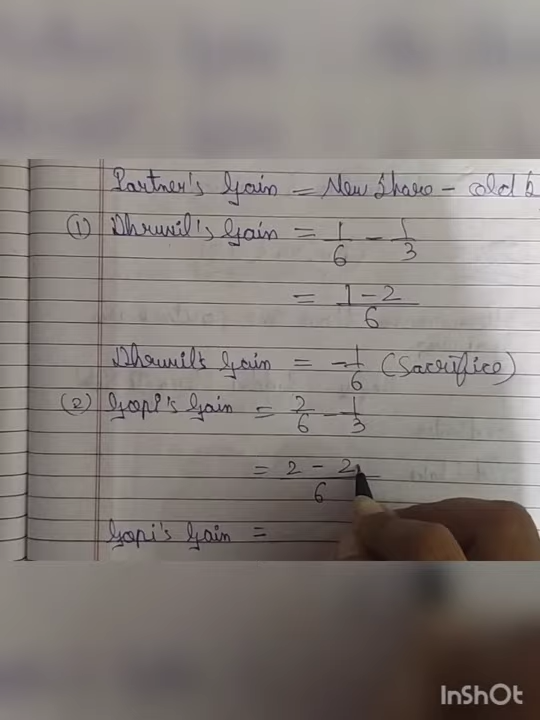 Partner's Gain = New Share - old
(1) Dhruvil's Gain = 1/6 - 1/3
= 1 - 2 / 6
Dhruvil's Gain = - 1/6 (Sacrifice)
(2) Gopi's Gain = 2/6 - 1/3
= 2 - 2 / 6
Gopi's Gain =
InShOt